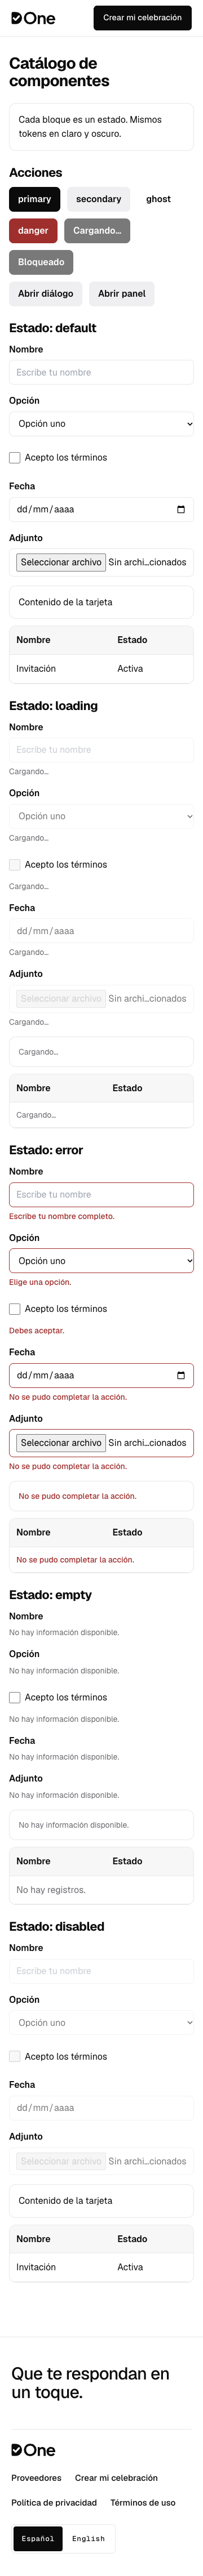 One
Crear mi celebración
Catálogo de
componentes
Cada bloque es un estado. Mismos
tokens en claro y oscuro.
Acciones
primary
secondary
ghost
danger
Cargando…
Bloqueado
Abrir diálogo
Abrir panel
Estado: default
Nombre
Escribe tu nombre
Opción
Opción uno
Acepto los términos
Fecha
dd/mm/aaaa
Adjunto
Seleccionar archivo Sin archi...cionados
Contenido de la tarjeta
Nombre Estado
Invitación Activa
Estado: loading
Nombre
Escribe tu nombre
Cargando…
Opción
Opción uno
Cargando…
Acepto los términos
Cargando…
Fecha
dd/mm/aaaa
Cargando…
Adjunto
Seleccionar archivo Sin archi...cionados
Cargando…
Cargando…
Nombre Estado
Cargando…
Estado: error
Nombre
Escribe tu nombre
Escribe tu nombre completo.
Opción
Opción uno
Elige una opción.
Acepto los términos
Debes aceptar.
Fecha
dd/mm/aaaa
No se pudo completar la acción.
Adjunto
Seleccionar archivo Sin archi...cionados
No se pudo completar la acción.
No se pudo completar la acción.
Nombre Estado
No se pudo completar la acción.
Estado: empty
Nombre
No hay información disponible.
Opción
No hay información disponible.
Acepto los términos
No hay información disponible.
Fecha
No hay información disponible.
Adjunto
No hay información disponible.
No hay información disponible.
Nombre Estado
No hay registros.
Estado: disabled
Nombre
Escribe tu nombre
Opción
Opción uno
Acepto los términos
Fecha
dd/mm/aaaa
Adjunto
Seleccionar archivo Sin archi...cionados
Contenido de la tarjeta
Nombre Estado
Invitación Activa
Que te respondan en
un toque.
One
Proveedores Crear mi celebración
Política de privacidad Términos de uso
Español English